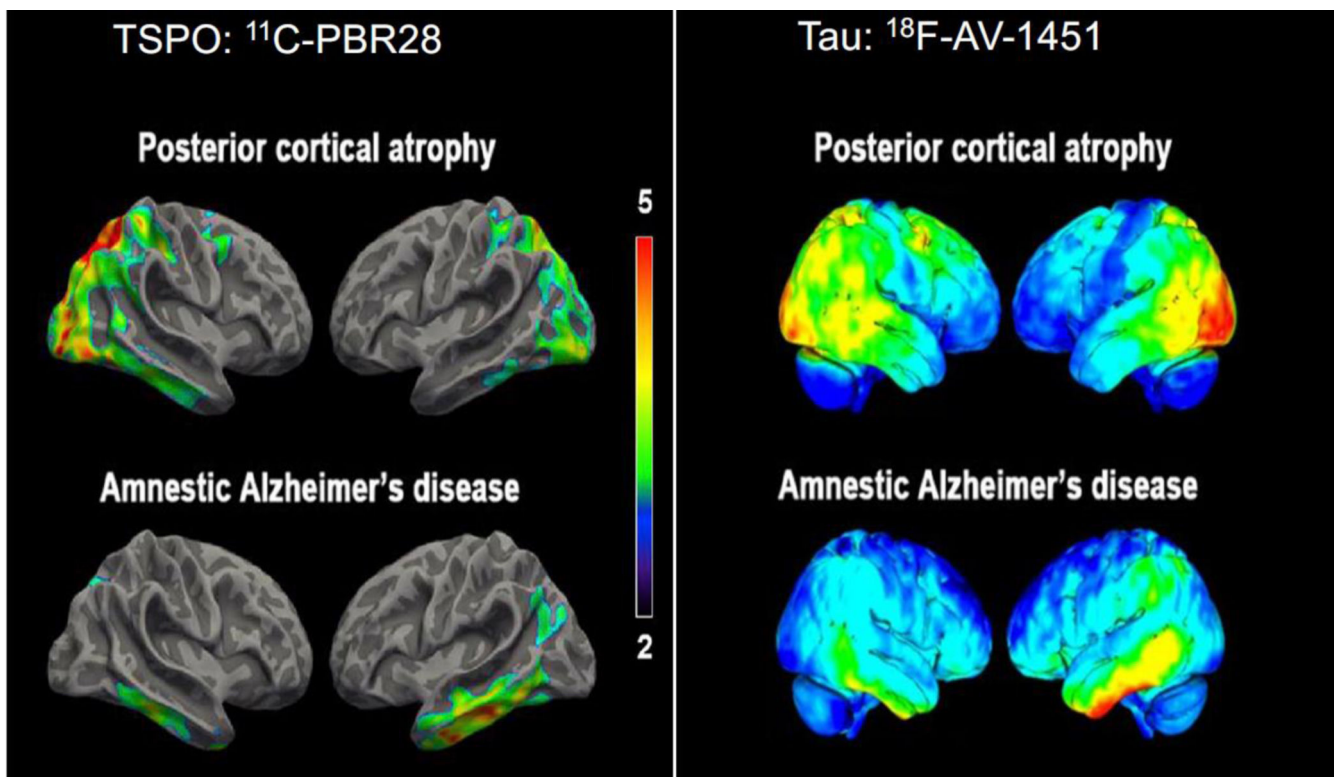 TSPO: ¹¹C-PBR28
Posterior cortical atrophy
5
Amnestic Alzheimer's disease
2
Tau: ¹⁸F-AV-1451
Posterior cortical atrophy
Amnestic Alzheimer's disease